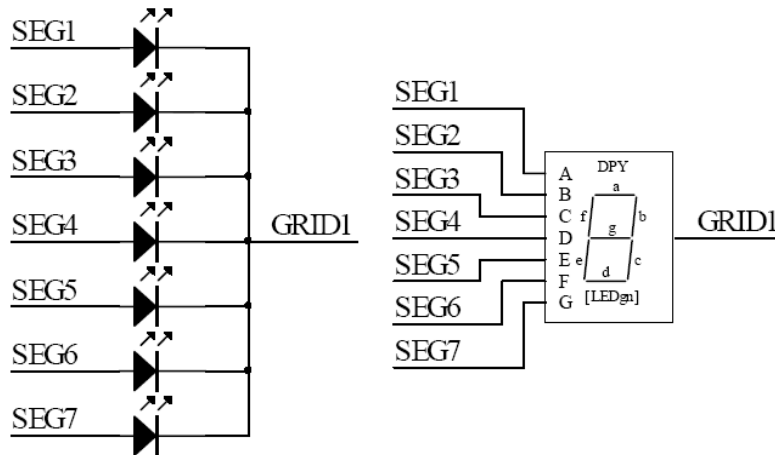 SEG1
SEG2
SEG3
SEG4
SEG5
SEG6
SEG7
GRID1
SEG1
SEG2
SEG3
SEG4
SEG5
SEG6
SEG7
A
B
C
D
E
F
G
DPY
a
f b
g
e c
d
[LEDgn]
GRID1